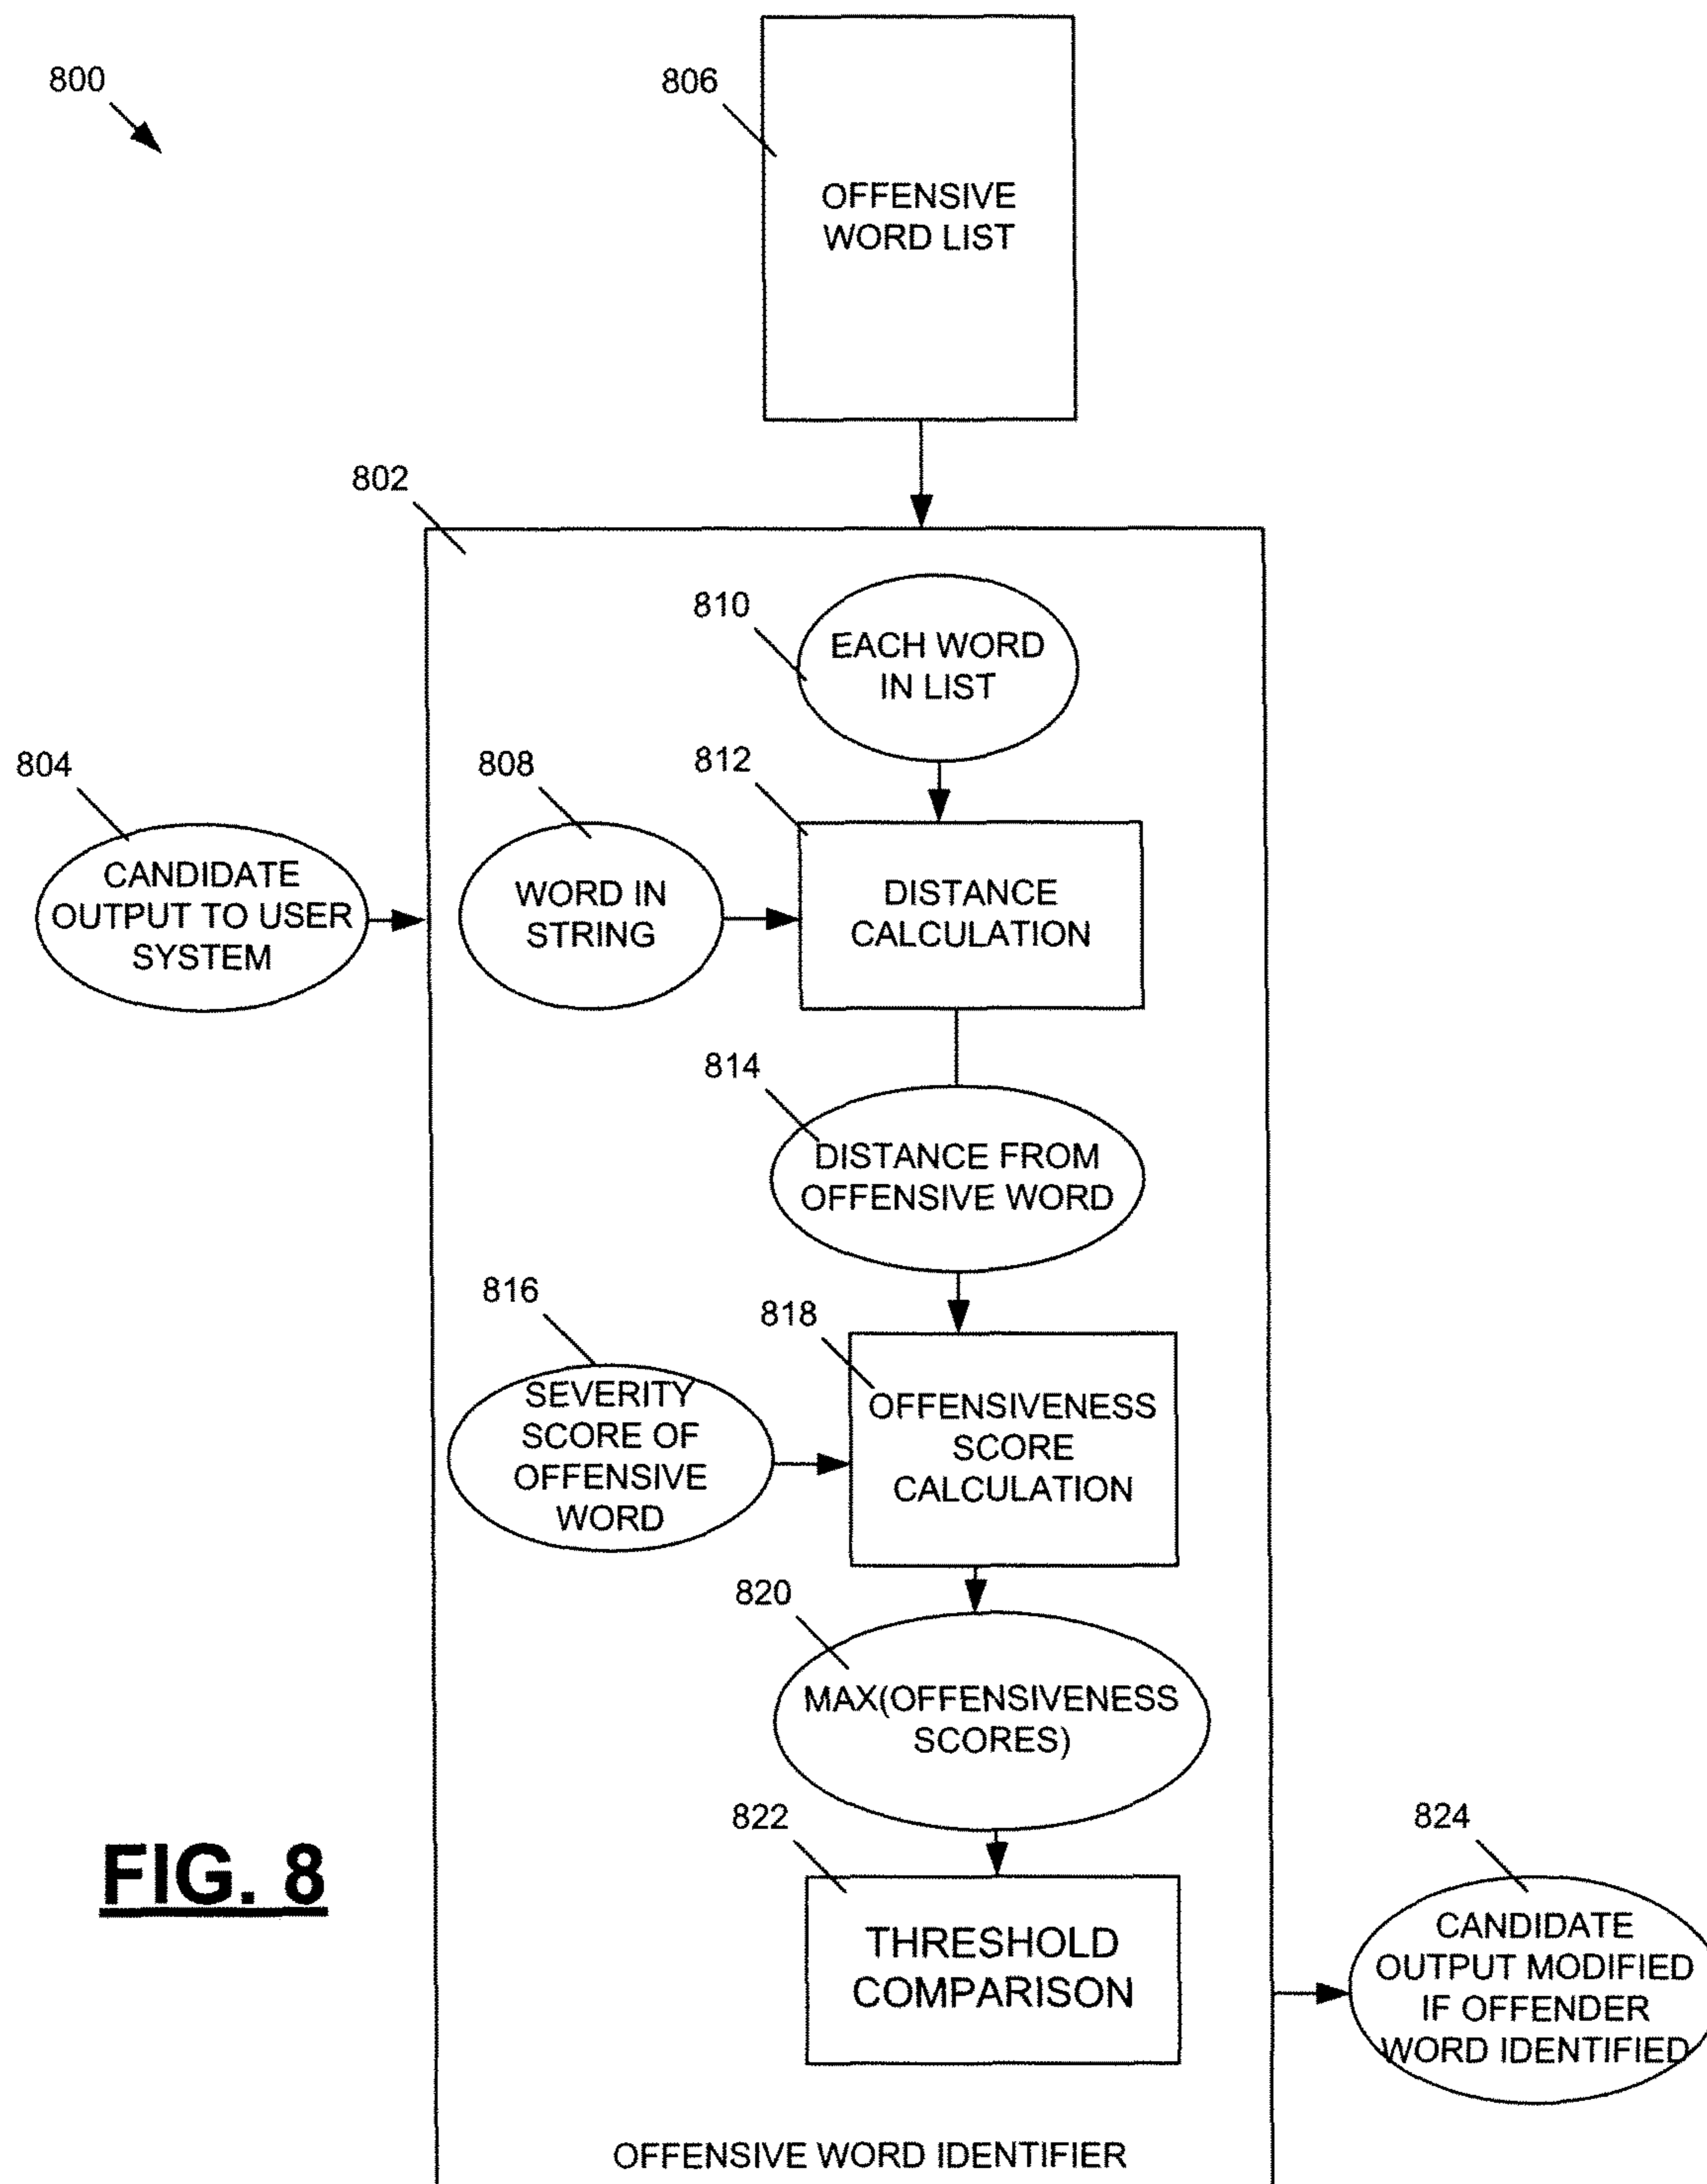 800
806
OFFENSIVE
WORD LIST
802
810
EACH WORD
IN LIST
804
808
812
CANDIDATE
OUTPUT TO USER
SYSTEM
WORD IN
STRING
DISTANCE
CALCULATION
814
DISTANCE FROM
OFFENSIVE WORD
816
818
SEVERITY
SCORE OF
OFFENSIVE
WORD
OFFENSIVENESS
SCORE
CALCULATION
820
MAX(OFFENSIVENESS
SCORES)
822
824
FIG. 8
THRESHOLD
COMPARISON
CANDIDATE
OUTPUT MODIFIED
IF OFFENDER
WORD IDENTIFIED
OFFENSIVE WORD IDENTIFIER